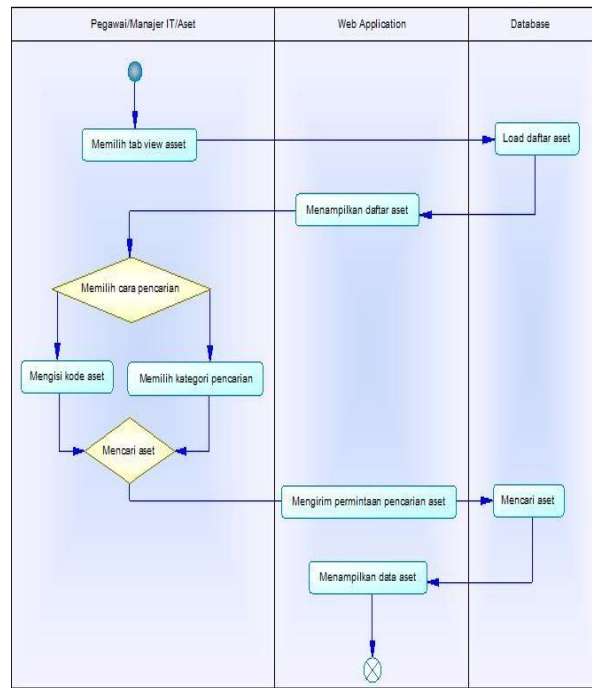 Pegawai/Manajer IT/Aset
Web Application
Database
Memilih tab view asset
Load daftar aset
Menampilkan daftar aset
Memilih cara pencarian
Mengisi kode aset
Memilih kategori pencarian
Mencari aset
Mengirim permintaan pencarian aset
Mencari aset
Menampilkan data aset